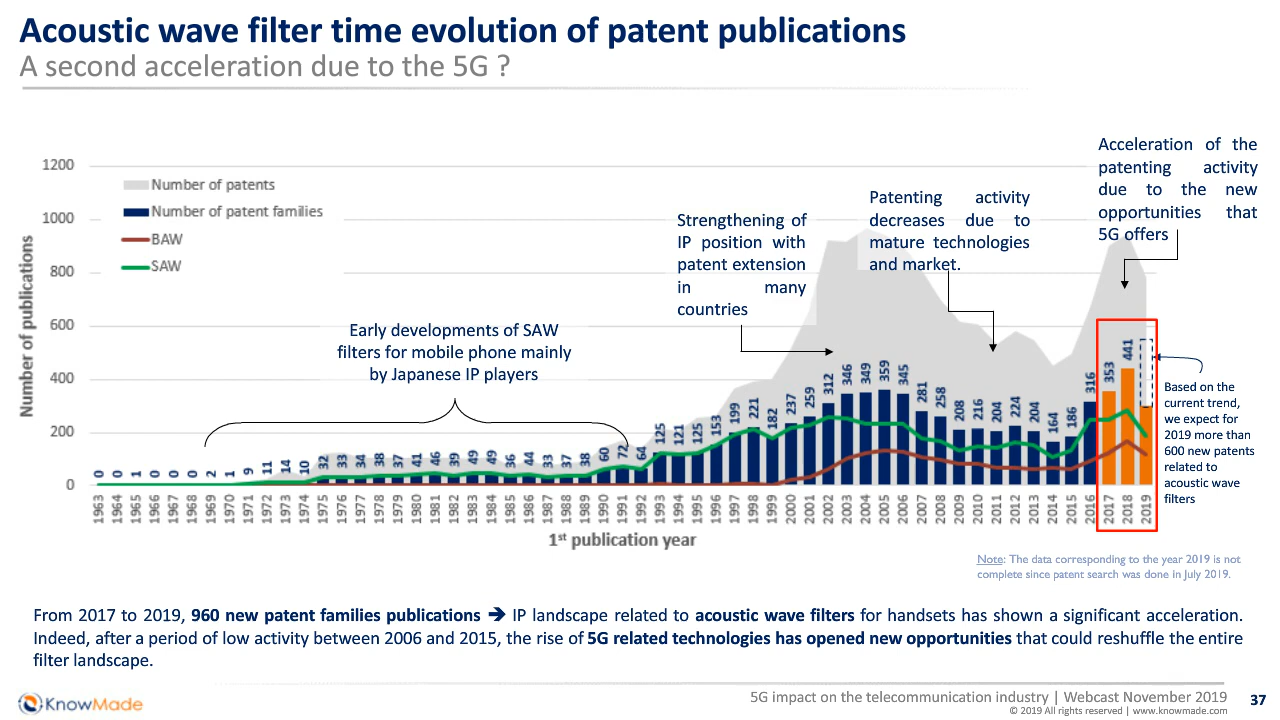 Acoustic wave filter time evolution of patent publications
A second acceleration due to the 5G ?
Acceleration of the
patenting activity
due to the new
opportunities that
5G offers
Patenting activity
decreases due to
mature technologies
and market.
Strengthening of
IP position with
patent extension
in many
countries
Early developments of SAW
filters for mobile phone mainly
by Japanese IP players
Number of publications
1200
1000
800
600
400
200
0
Number of patents
Number of patent families
BAW
SAW
0 0 1 0 0 0 2 1 9 11 14 10 32 33 34 38 37 41 46 39 49 49 36 44 33 37 38 60 72 64 125 121 125 153 199 221 182 237 259 312 346 349 359 345 281 258 208 216 204 224 204 164 186 316 353 441
1963 1964 1965 1966 1967 1968 1969 1970 1971 1972 1973 1974 1975 1976 1977 1978 1979 1980 1981 1982 1983 1984 1985 1986 1987 1988 1989 1990 1991 1992 1993 1994 1995 1996 1997 1998 1999 2000 2001 2002 2003 2004 2005 2006 2007 2008 2009 2010 2011 2012 2013 2014 2015 2016 2017 2018 2019
1st publication year
Based on the
current trend,
we expect for
2019 more than
600 new patents
related to
acoustic wave
filters
Note: The data corresponding to the year 2019 is not
complete since patent search was done in July 2019.
From 2017 to 2019, 960 new patent families publications ➔ IP landscape related to acoustic wave filters for handsets has shown a significant acceleration.
Indeed, after a period of low activity between 2006 and 2015, the rise of 5G related technologies has opened new opportunities that could reshuffle the entire
filter landscape.
KnowMade
5G impact on the telecommunication industry | Webcast November 2019
© 2019 All rights reserved | www.knowmade.com
37